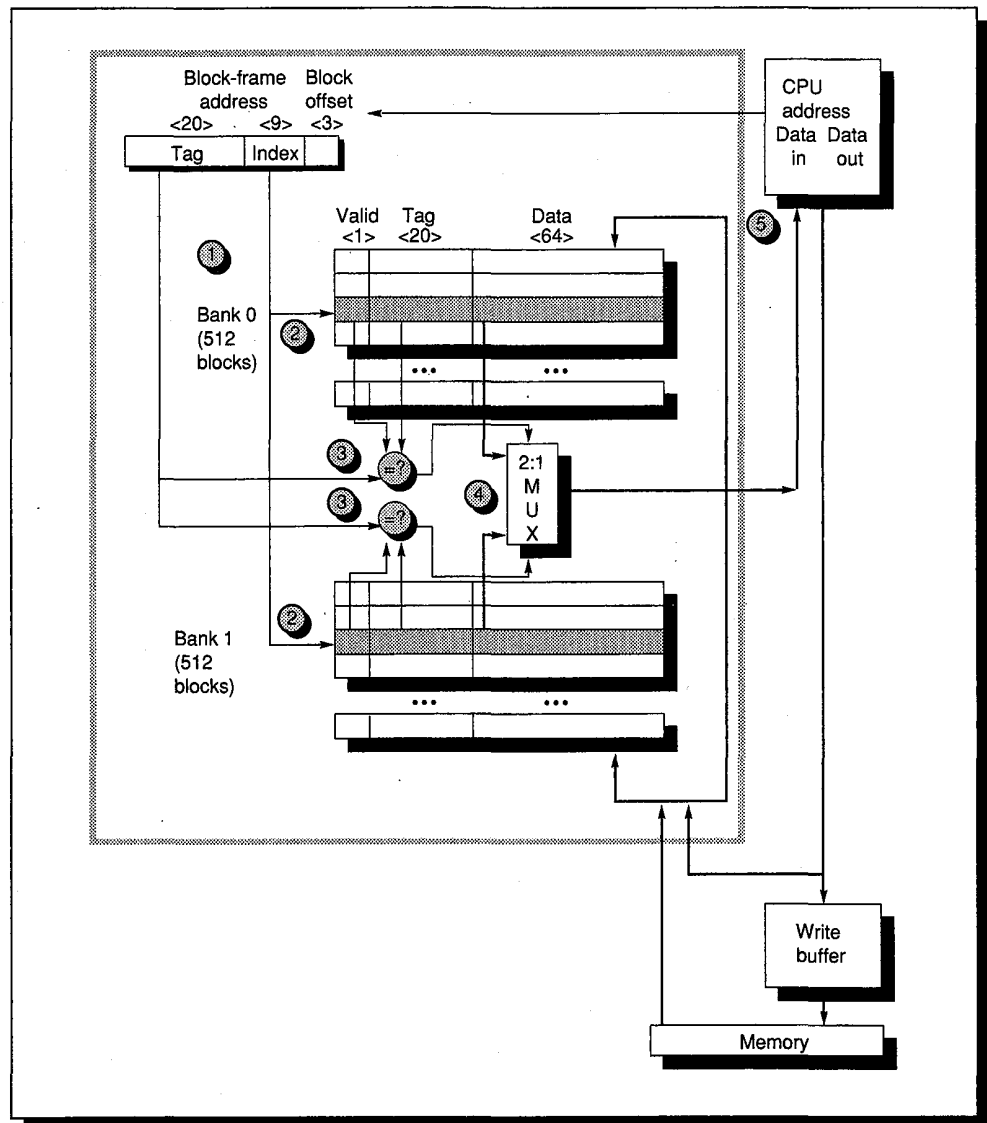 Block-frame address
<20> <9>
Block offset
<3>
Tag
Index
CPU address
Data in
Data out
1
Valid
<1>
Tag
<20>
Data
<64>
5
Bank 0
(512 blocks)
2
...
...
3
=?
3
=?
4
2:1
M
U
X
2
Bank 1
(512 blocks)
...
...
Write buffer
Memory